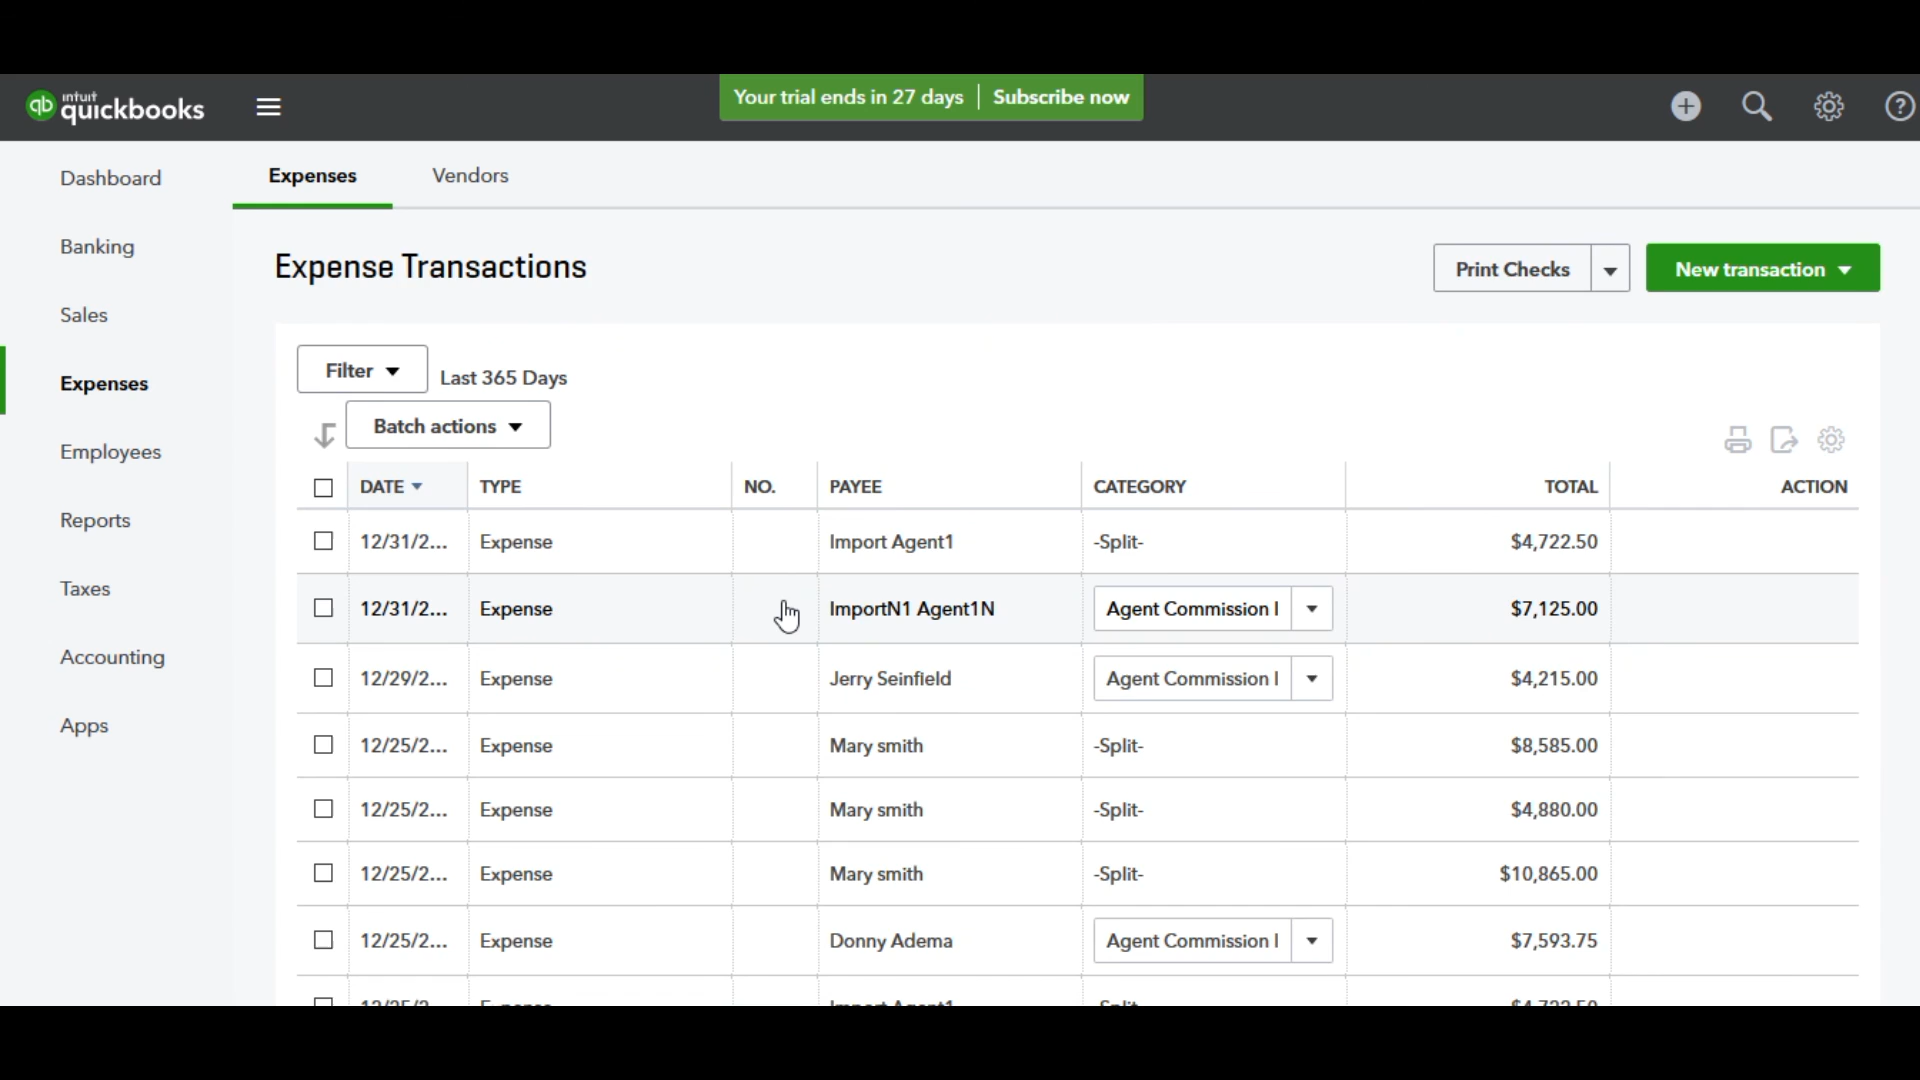 intuit
quickbooks
qb
Your trial ends in 27 days
Subscribe now
Dashboard
Banking
Sales
Expenses
Employees
Reports
Taxes
Accounting
Apps
Expenses Vendors
Expense Transactions
Print Checks
New transaction
Filter
Last 365 Days
Batch actions
DATE TYPE NO. PAYEE CATEGORY TOTAL ACTION
12/31/2... Expense Import Agent1 -Split- $4,722.50
12/31/2... Expense ImportN1 Agent1N Agent Commission I $7,125.00
12/29/2... Expense Jerry Seinfield Agent Commission I $4,215.00
12/25/2... Expense Mary smith -Split- $8,585.00
12/25/2... Expense Mary smith -Split- $4,880.00
12/25/2... Expense Mary smith -Split- $10,865.00
12/25/2... Expense Donny Adema Agent Commission I $7,593.75